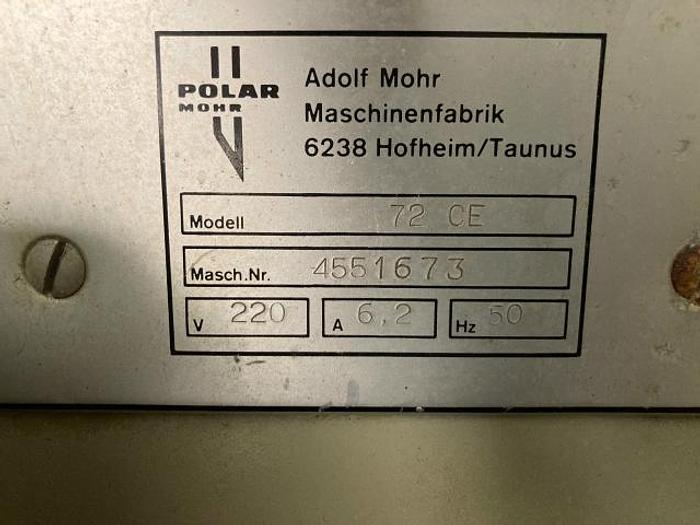 POLAR
MOHR
Adolf Mohr
Maschinenfabrik
6238 Hofheim/Taunus
Modell 72 CE
Masch.Nr. 4551673
V 220 A 6,2 Hz 50